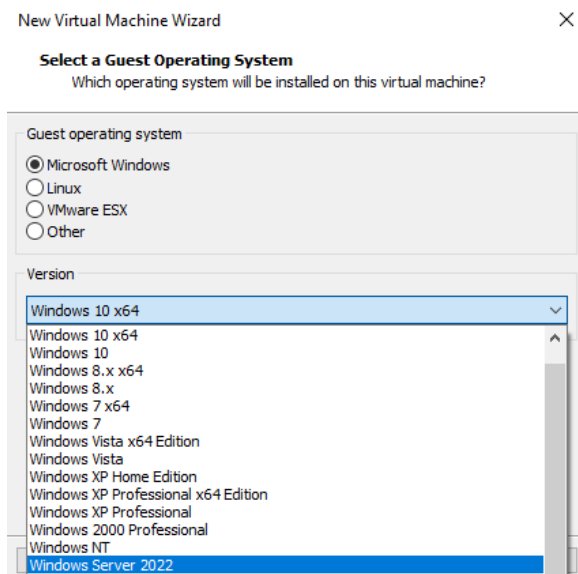 New Virtual Machine Wizard
Select a Guest Operating System
Which operating system will be installed on this virtual machine?
Guest operating system
Microsoft Windows
Linux
VMware ESX
Other
Version
Windows 10 x64
Windows 10 x64
Windows 10
Windows 8.x x64
Windows 8.x
Windows 7 x64
Windows 7
Windows Vista x64 Edition
Windows Vista
Windows XP Home Edition
Windows XP Professional x64 Edition
Windows XP Professional
Windows 2000 Professional
Windows NT
Windows Server 2022